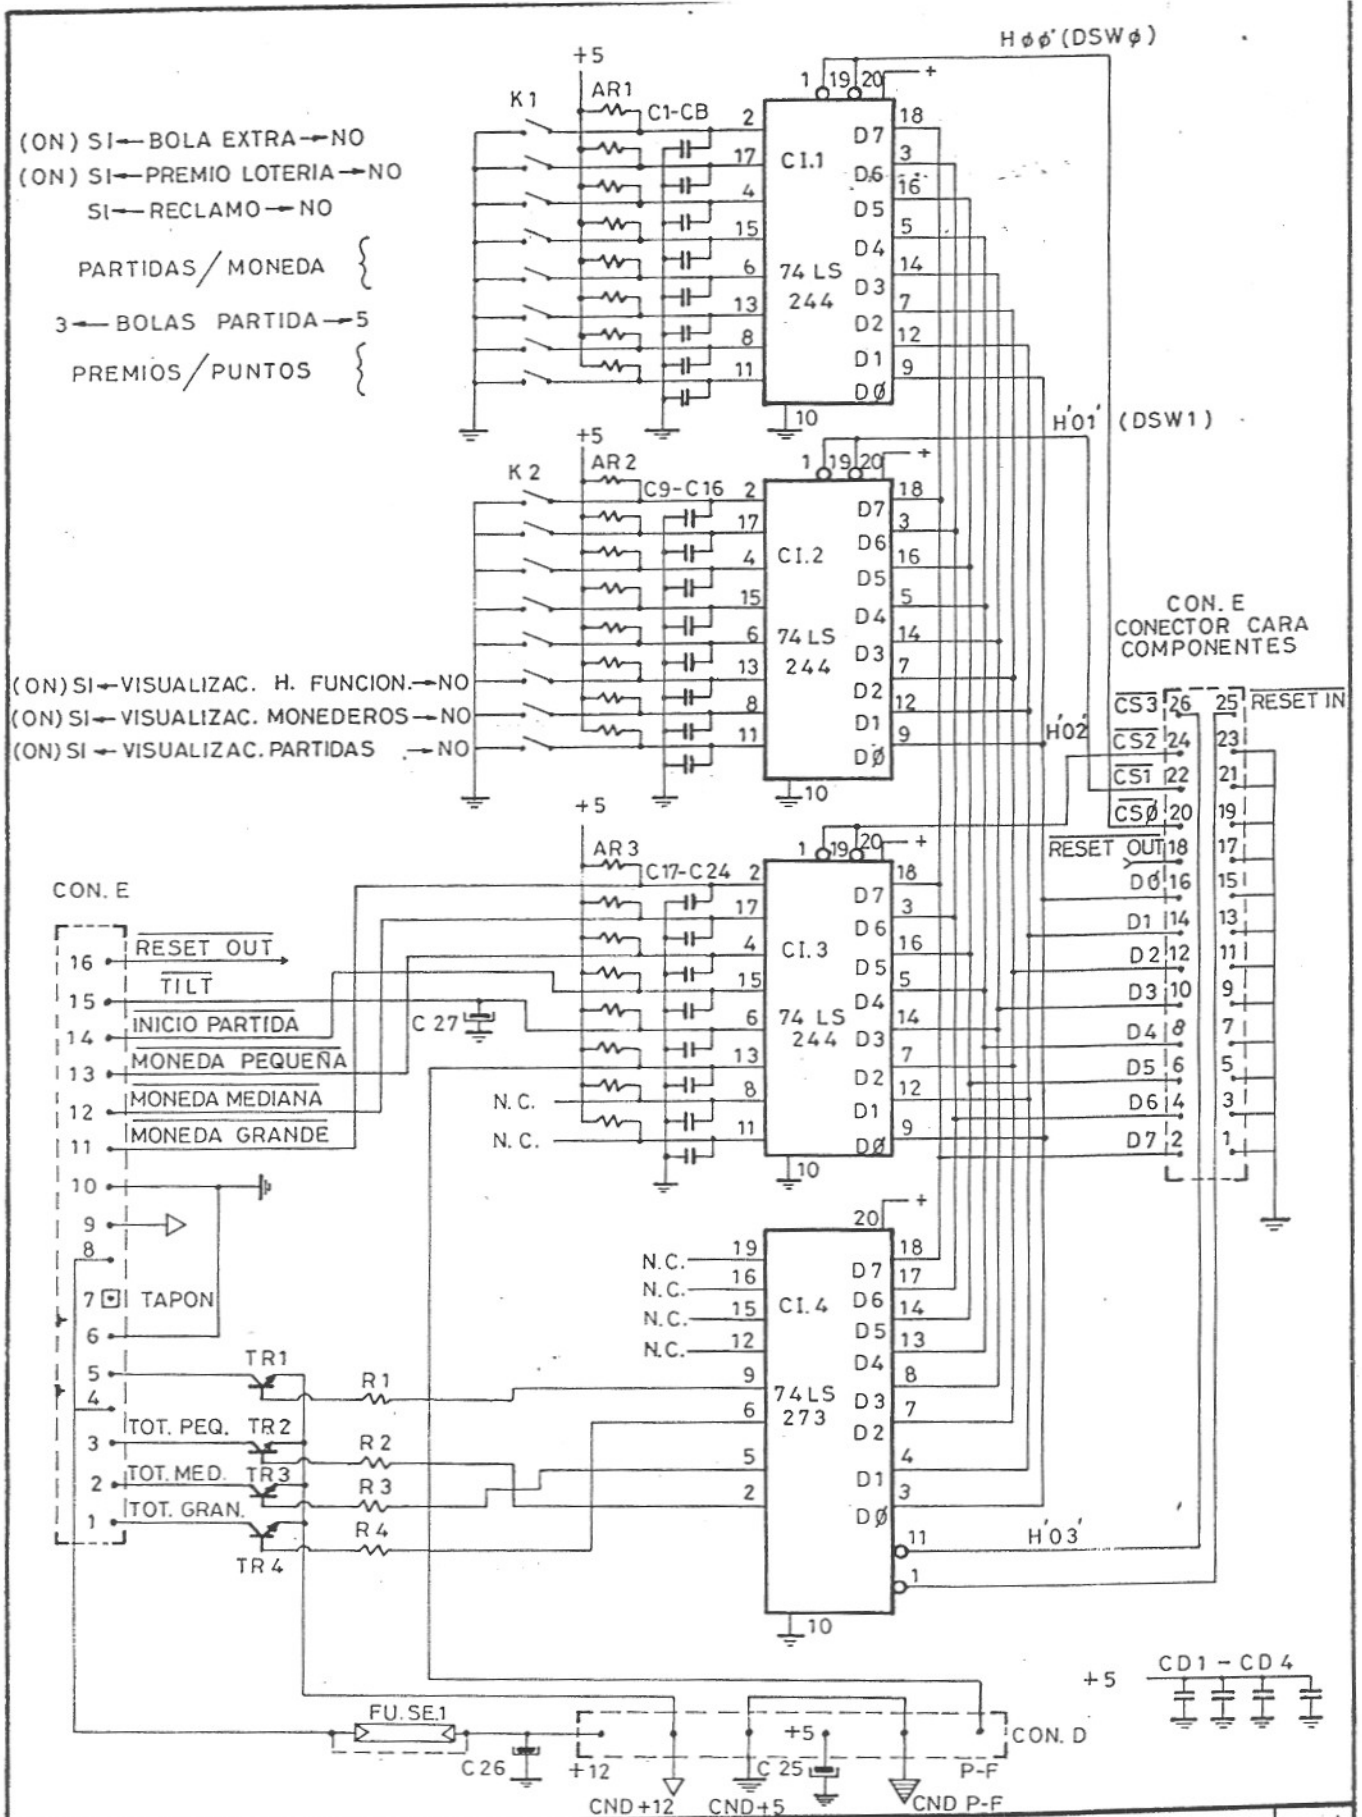 H'ϕϕ' (DSWϕ)
+5
1 19 20 +
K1
AR1
C1-CB
(ON) SI←BOLA EXTRA→NO
(ON) SI←PREMIO LOTERIA→NO
SI←RECLAMO→NO
PARTIDAS/MONEDA {
3←BOLAS PARTIDA→5
PREMIOS/PUNTOS {
2
17
4
15
6
13
8
11
CI.1
74 LS
244
D7
D6
D5
D4
D3
D2
D1
DØ
18
3
16
5
14
7
12
9
10
H'01' (DSW1)
+5
1 19 20 +
K2
AR2
C9-C16
2
17
4
15
6
13
8
11
CI.2
74 LS
244
D7
D6
D5
D4
D3
D2
D1
DØ
18
3
16
5
14
7
12
9
10
(ON) SI←VISUALIZAC. H. FUNCION.→NO
(ON) SI←VISUALIZAC. MONEDEROS→NO
(ON) SI←VISUALIZAC. PARTIDAS →NO
H'02'
CON. E
CONECTOR CARA
COMPONENTES
CS3 26 25 RESET IN
CS2 24 23
CS1 22 21
CSØ 20 19
RESET OUT 18 17
DØ 16 15
D1 14 13
D2 12 11
D3 10 9
D4 8 7
D5 6 5
D6 4 3
D7 2 1
+5
1 19 20 +
AR3
C17-C24
2
17
4
15
6
13
8
11
N.C.
N.C.
CI.3
74 LS
244
D7
D6
D5
D4
D3
D2
D1
DØ
18
3
16
5
14
7
12
9
10
CON. E
16 RESET OUT
15 TILT
C 27
14 INICIO PARTIDA
13 MONEDA PEQUEÑA
12 MONEDA MEDIANA
11 MONEDA GRANDE
10
9
8
7 TAPON
6
5 TR1 R1
4
3 TOT. PEQ. TR2 R2
2 TOT. MED. TR3 R3
1 TOT. GRAN. R4
TR4
20 +
N.C. 19
N.C. 16
N.C. 15
N.C. 12
9
6
5
2
CI.4
74 LS
273
D7
D6
D5
D4
D3
D2
D1
DØ
18
17
14
13
8
7
4
3
11 H'03'
1
10
+5 CD1-CD4
FU.SE.1
C26
+12
CND+12
CND+5
+5
C 25
CND P-F
P-F
CON. D